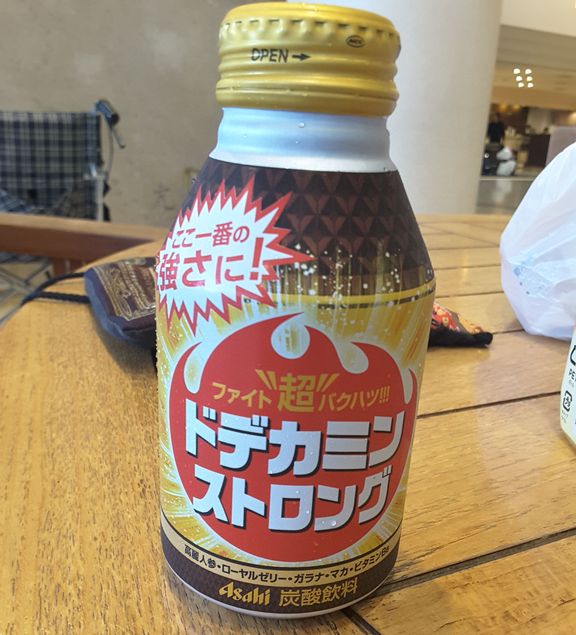 OPEN→
ここ一番の
強さに!
ファイト"超"バクハツ!!!
ドデカミン
ストロング
高麗人参・ローヤルゼリー・ガラナ・マカ・ビタミンB6
Asahi 炭酸飲料